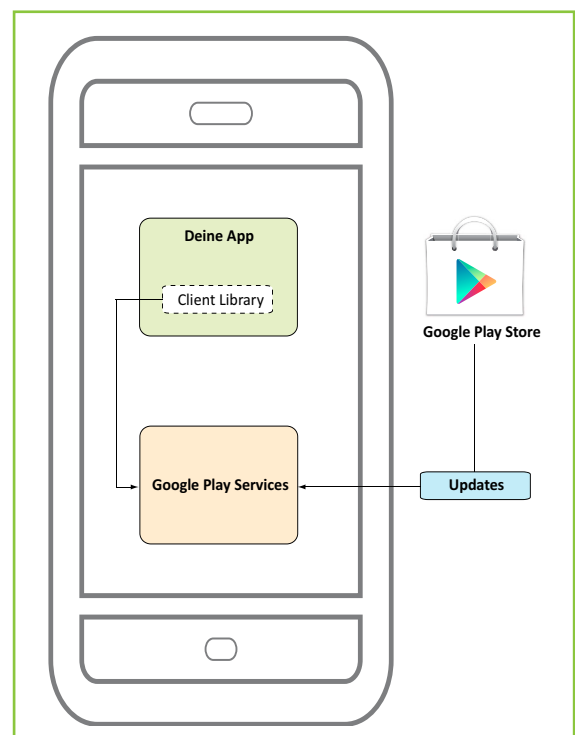 Deine App
Client Library
Google Play Store
Google Play Services
Updates